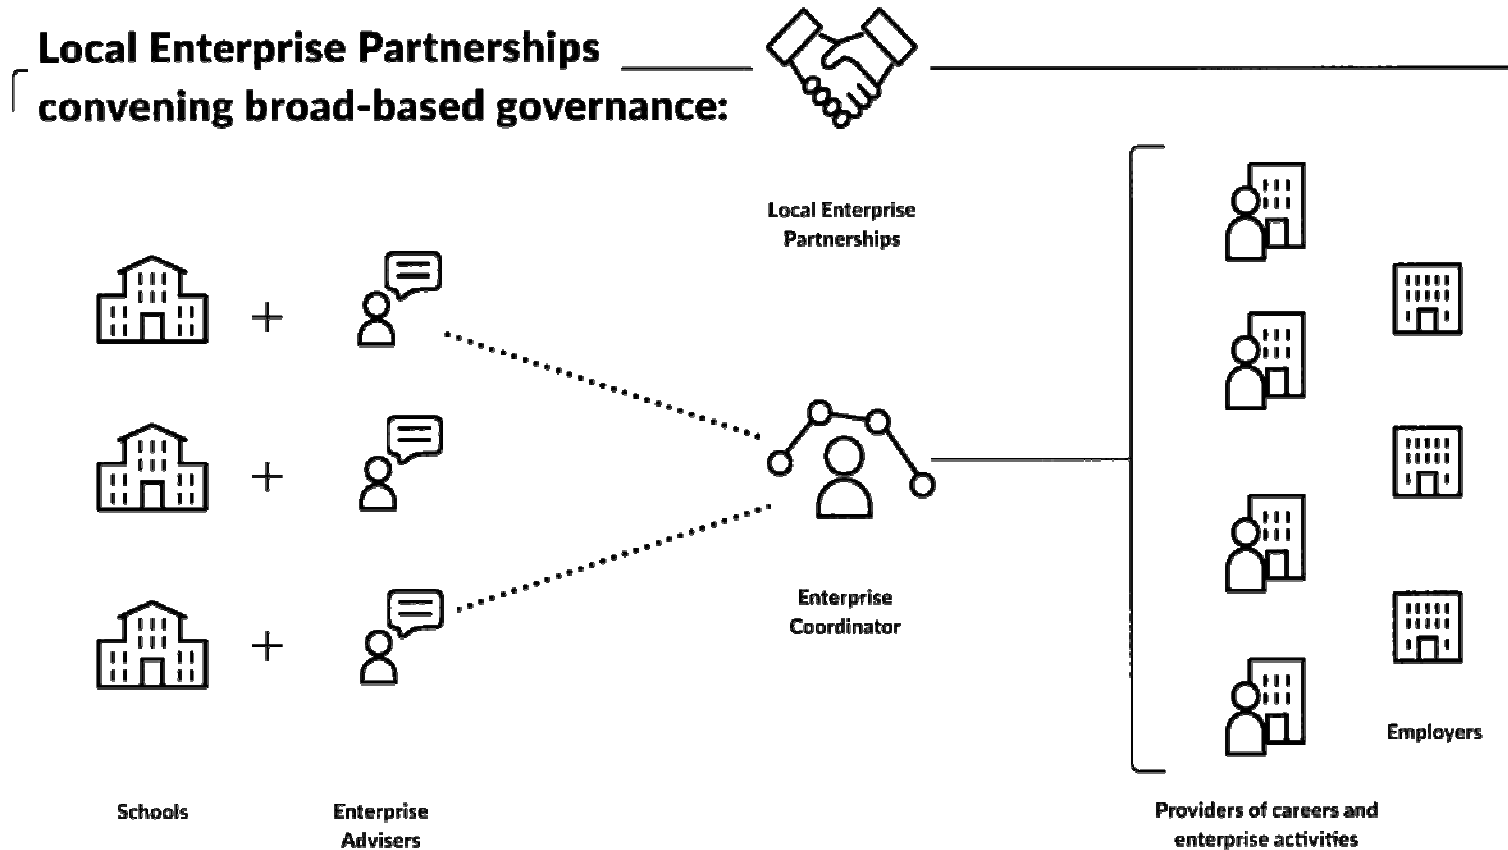 Local Enterprise Partnerships
convening broad-based governance:
Local Enterprise
Partnerships
Enterprise
Coordinator
Employers
Schools
Enterprise
Advisers
Providers of careers and
enterprise activities